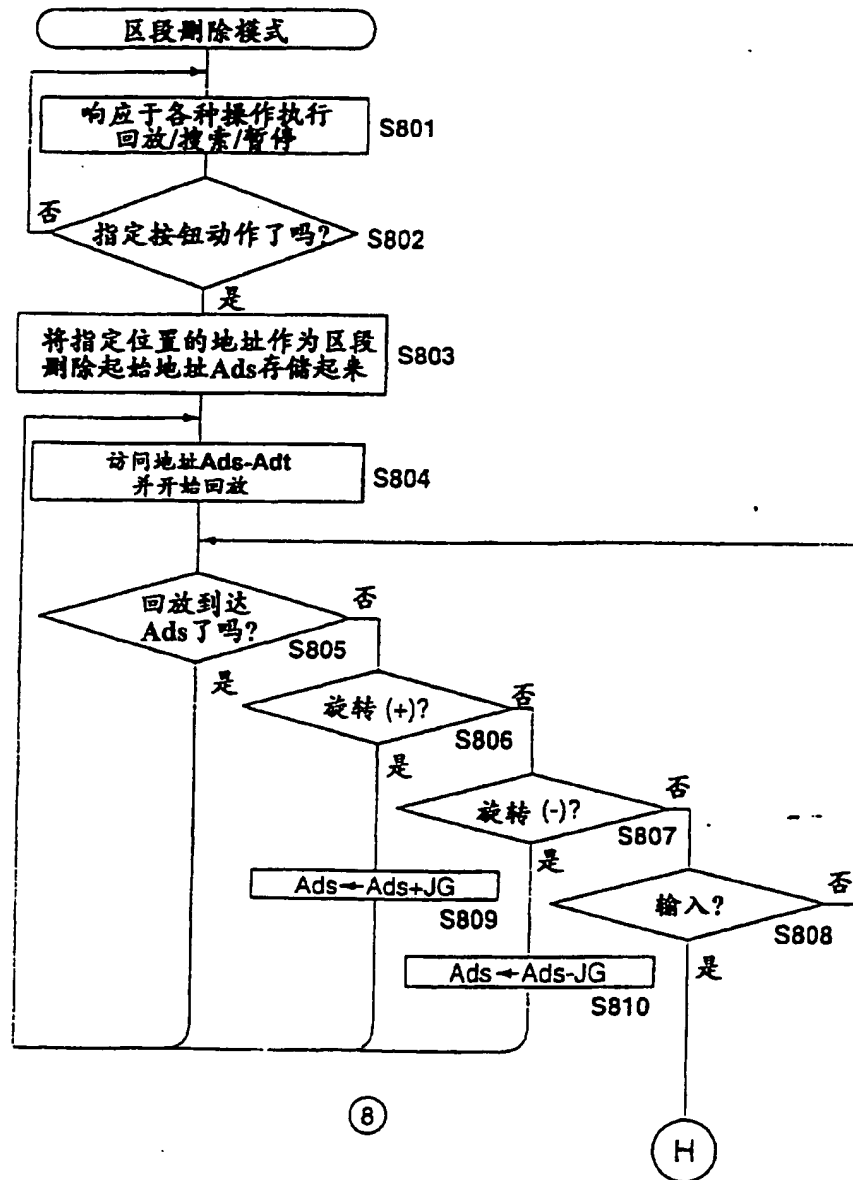 区段删除模式
响应于各种操作执行
回放/搜索/暂停
S801
否
指定按钮动作了吗?
S802
是
将指定位置的地址作为区段
删除起始地址Ads存储起来
S803
访问地址Ads-Adt
并开始回放
S804
回放到达
Ads了吗?
否
S805
是
旋转 (+)?
否
S806
是
旋转 (-)?
否
S807
是
Ads←Ads+JG
S809
输入?
否
S808
是
Ads←Ads-JG
S810
8
H